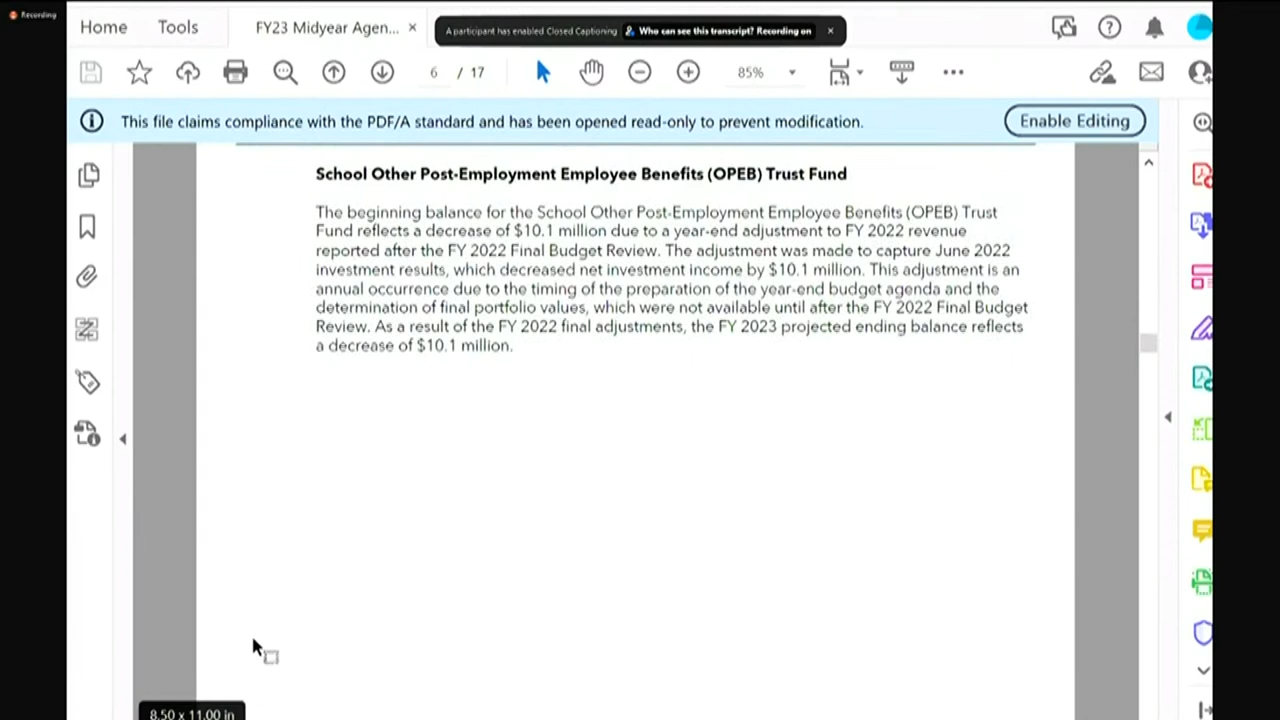 Recording
Home
Tools
FY23 Midyear Agen... ×
A participant has enabled Closed Captioning Who can see this transcript? Recording on ×
6 / 17
85%
This file claims compliance with the PDF/A standard and has been opened read-only to prevent modification.
Enable Editing
School Other Post-Employment Employee Benefits (OPEB) Trust Fund
The beginning balance for the School Other Post-Employment Employee Benefits (OPEB) Trust
Fund reflects a decrease of $10.1 million due to a year-end adjustment to FY 2022 revenue
reported after the FY 2022 Final Budget Review. The adjustment was made to capture June 2022
investment results, which decreased net investment income by $10.1 million. This adjustment is an
annual occurrence due to the timing of the preparation of the year-end budget agenda and the
determination of final portfolio values, which were not available until after the FY 2022 Final Budget
Review. As a result of the FY 2022 final adjustments, the FY 2023 projected ending balance reflects
a decrease of $10.1 million.
8.50 x 11.00 in